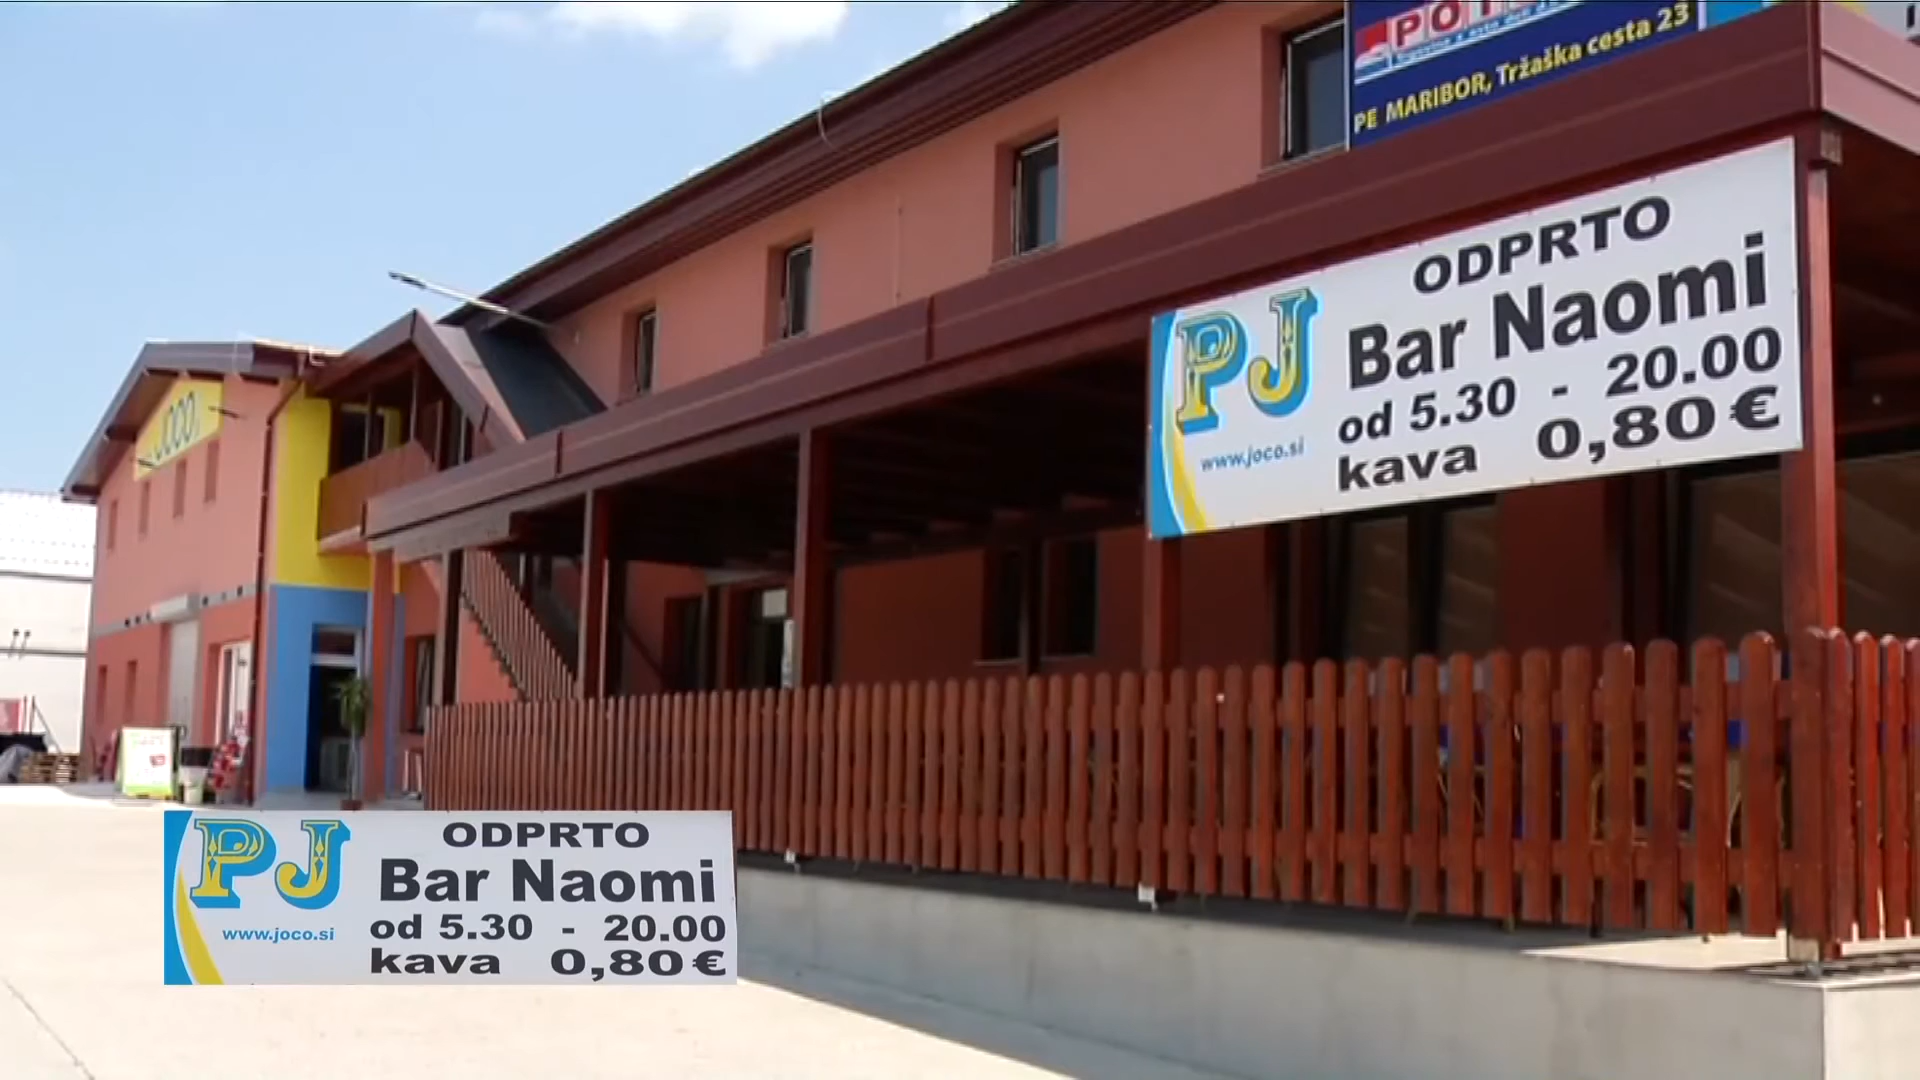 PE MARIBOR, Tržaška cesta 23
ODPRTO
PJ
Bar Naomi
od 5.30 - 20.00
www.joco.si
kava 0,80€
JOCO
ODPRTO
PJ
Bar Naomi
od 5.30 - 20.00
www.joco.si
kava 0,80€